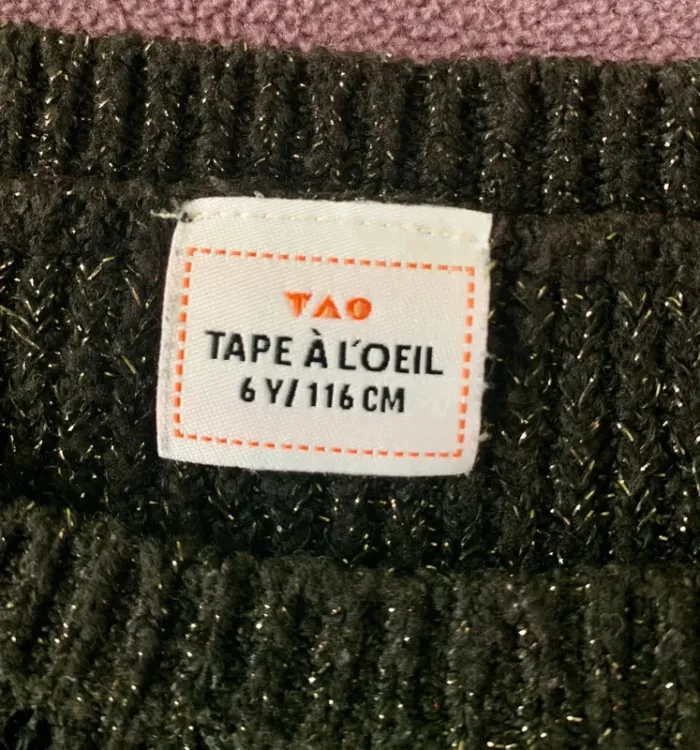 TAO
TAPE À L'OEIL
6 Y/ 116 CM